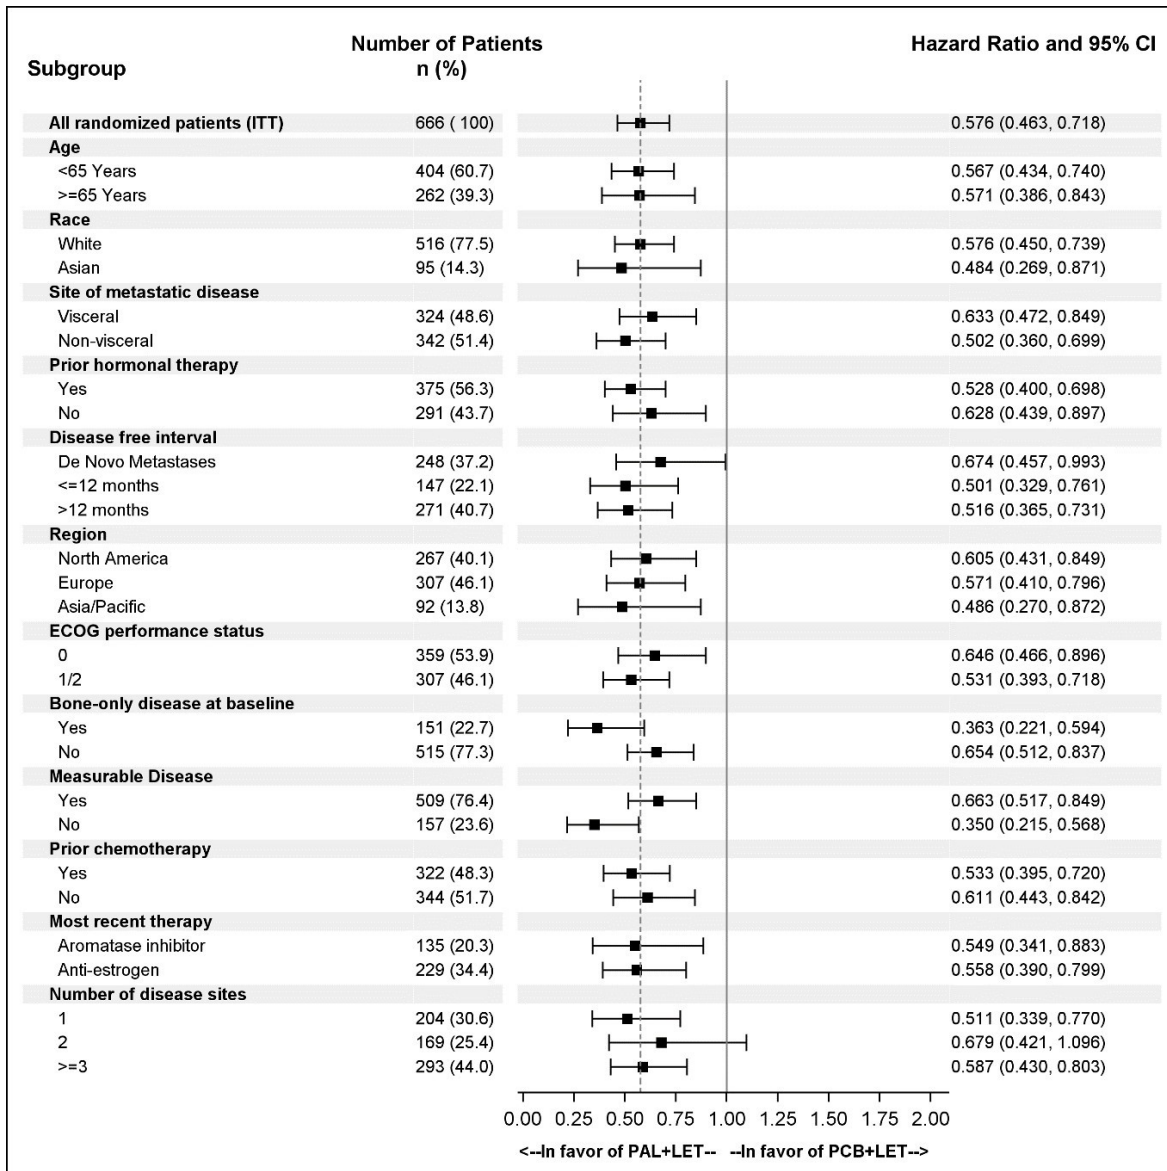 Number of Patients Hazard Ratio and 95% CI
Subgroup n (%)
All randomized patients (ITT) 666 ( 100) 0.576 (0.463, 0.718)
Age
<65 Years 404 (60.7) 0.567 (0.434, 0.740)
>=65 Years 262 (39.3) 0.571 (0.386, 0.843)
Race
White 516 (77.5) 0.576 (0.450, 0.739)
Asian 95 (14.3) 0.484 (0.269, 0.871)
Site of metastatic disease
Visceral 324 (48.6) 0.633 (0.472, 0.849)
Non-visceral 342 (51.4) 0.502 (0.360, 0.699)
Prior hormonal therapy
Yes 375 (56.3) 0.528 (0.400, 0.698)
No 291 (43.7) 0.628 (0.439, 0.897)
Disease free interval
De Novo Metastases 248 (37.2) 0.674 (0.457, 0.993)
<=12 months 147 (22.1) 0.501 (0.329, 0.761)
>12 months 271 (40.7) 0.516 (0.365, 0.731)
Region
North America 267 (40.1) 0.605 (0.431, 0.849)
Europe 307 (46.1) 0.571 (0.410, 0.796)
Asia/Pacific 92 (13.8) 0.486 (0.270, 0.872)
ECOG performance status
0 359 (53.9) 0.646 (0.466, 0.896)
1/2 307 (46.1) 0.531 (0.393, 0.718)
Bone-only disease at baseline
Yes 151 (22.7) 0.363 (0.221, 0.594)
No 515 (77.3) 0.654 (0.512, 0.837)
Measurable Disease
Yes 509 (76.4) 0.663 (0.517, 0.849)
No 157 (23.6) 0.350 (0.215, 0.568)
Prior chemotherapy
Yes 322 (48.3) 0.533 (0.395, 0.720)
No 344 (51.7) 0.611 (0.443, 0.842)
Most recent therapy
Aromatase inhibitor 135 (20.3) 0.549 (0.341, 0.883)
Anti-estrogen 229 (34.4) 0.558 (0.390, 0.799)
Number of disease sites
1 204 (30.6) 0.511 (0.339, 0.770)
2 169 (25.4) 0.679 (0.421, 1.096)
>=3 293 (44.0) 0.587 (0.430, 0.803)
0.00 0.25 0.50 0.75 1.00 1.25 1.50 1.75 2.00
<--In favor of PAL+LET-- --In favor of PCB+LET-->